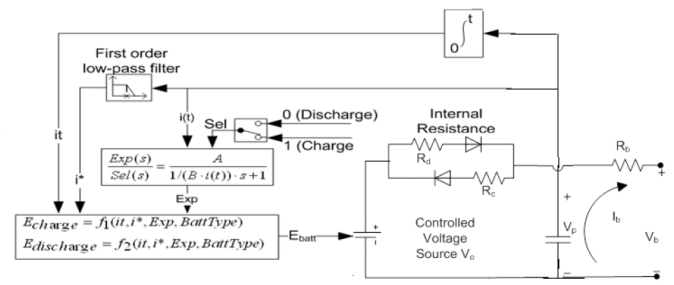 t
∫
0
First order
low-pass filter
i(t)
Sel
0 (Discharge)
1 (Charge
it
i*
Exp(s)/Sel(s) = A/(1/(B · i(t)) · s+1)
Exp
Echarge = f1(it,i*,Exp,BattType)
Edischarge = f2(it,i*,Exp,BattType)
Ebatt
+
Internal
Resistance
Rd
Rc
Controlled
Voltage
Source Vc
Rb
+
+
Vp
Ib
Vb
−
−